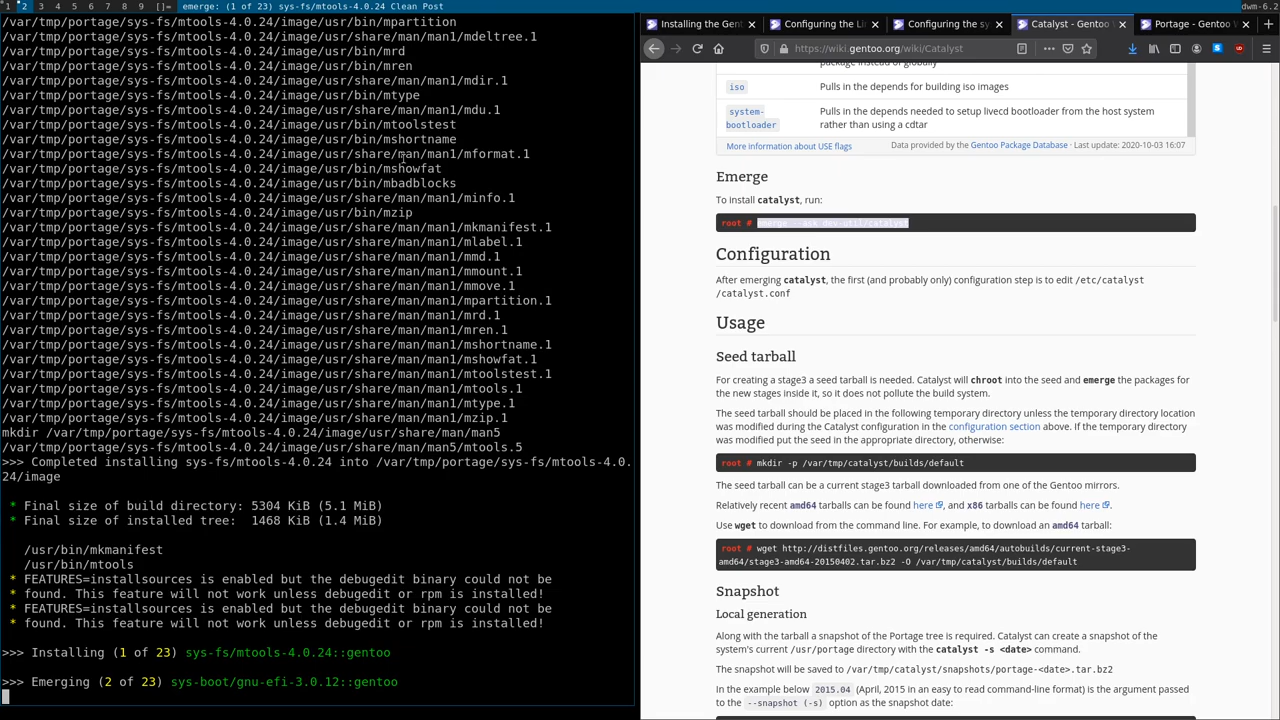 1 2 3 4 5 6 7 8 9 []= emerge: (1 of 23) sys-fs/mtools-4.0.24 Clean Post
dwm-6.2
/var/tmp/portage/sys-fs/mtools-4.0.24/image/usr/bin/mpartition
/var/tmp/portage/sys-fs/mtools-4.0.24/image/usr/share/man/man1/mdeltree.1
/var/tmp/portage/sys-fs/mtools-4.0.24/image/usr/bin/mrd
/var/tmp/portage/sys-fs/mtools-4.0.24/image/usr/bin/mren
/var/tmp/portage/sys-fs/mtools-4.0.24/image/usr/share/man/man1/mdir.1
/var/tmp/portage/sys-fs/mtools-4.0.24/image/usr/bin/mtype
/var/tmp/portage/sys-fs/mtools-4.0.24/image/usr/share/man/man1/mdu.1
/var/tmp/portage/sys-fs/mtools-4.0.24/image/usr/bin/mtoolstest
/var/tmp/portage/sys-fs/mtools-4.0.24/image/usr/bin/mshortname
/var/tmp/portage/sys-fs/mtools-4.0.24/image/usr/share/man/man1/mformat.1
/var/tmp/portage/sys-fs/mtools-4.0.24/image/usr/bin/mshowfat
/var/tmp/portage/sys-fs/mtools-4.0.24/image/usr/bin/mbadblocks
/var/tmp/portage/sys-fs/mtools-4.0.24/image/usr/share/man/man1/minfo.1
/var/tmp/portage/sys-fs/mtools-4.0.24/image/usr/bin/mzip
/var/tmp/portage/sys-fs/mtools-4.0.24/image/usr/share/man/man1/mkmanifest.1
/var/tmp/portage/sys-fs/mtools-4.0.24/image/usr/share/man/man1/mlabel.1
/var/tmp/portage/sys-fs/mtools-4.0.24/image/usr/share/man/man1/mmd.1
/var/tmp/portage/sys-fs/mtools-4.0.24/image/usr/share/man/man1/mmount.1
/var/tmp/portage/sys-fs/mtools-4.0.24/image/usr/share/man/man1/mmove.1
/var/tmp/portage/sys-fs/mtools-4.0.24/image/usr/share/man/man1/mpartition.1
/var/tmp/portage/sys-fs/mtools-4.0.24/image/usr/share/man/man1/mrd.1
/var/tmp/portage/sys-fs/mtools-4.0.24/image/usr/share/man/man1/mren.1
/var/tmp/portage/sys-fs/mtools-4.0.24/image/usr/share/man/man1/mshortname.1
/var/tmp/portage/sys-fs/mtools-4.0.24/image/usr/share/man/man1/mshowfat.1
/var/tmp/portage/sys-fs/mtools-4.0.24/image/usr/share/man/man1/mtoolstest.1
/var/tmp/portage/sys-fs/mtools-4.0.24/image/usr/share/man/man1/mtools.1
/var/tmp/portage/sys-fs/mtools-4.0.24/image/usr/share/man/man1/mtype.1
/var/tmp/portage/sys-fs/mtools-4.0.24/image/usr/share/man/man1/mzip.1
mkdir /var/tmp/portage/sys-fs/mtools-4.0.24/image/usr/share/man/man5
/var/tmp/portage/sys-fs/mtools-4.0.24/image/usr/share/man/man5/mtools.5
>>> Completed installing sys-fs/mtools-4.0.24 into /var/tmp/portage/sys-fs/mtools-4.0.
24/image
* Final size of build directory: 5304 KiB (5.1 MiB)
* Final size of installed tree: 1468 KiB (1.4 MiB)
/usr/bin/mkmanifest
/usr/bin/mtools
* FEATURES=installsources is enabled but the debugedit binary could not be
* found. This feature will not work unless debugedit or rpm is installed!
* FEATURES=installsources is enabled but the debugedit binary could not be
* found. This feature will not work unless debugedit or rpm is installed!
>>> Installing (1 of 23) sys-fs/mtools-4.0.24::gentoo
>>> Emerging (2 of 23) sys-boot/gnu-efi-3.0.12::gentoo
Installing the Gent
Configuring the Lin
Configuring the sy
Catalyst - Gentoo W
Portage - Gentoo W
https://wiki.gentoo.org/wiki/Catalyst
package instead of globally
iso Pulls in the depends for building iso images
system-bootloader Pulls in the depends needed to setup livecd bootloader from the host system
rather than using a cdtar
More information about USE flags Data provided by the Gentoo Package Database · Last update: 2020-10-03 16:07
Emerge
To install catalyst, run:
root # emerge --ask dev-util/catalyst
Configuration
After emerging catalyst, the first (and probably only) configuration step is to edit /etc/catalyst
/catalyst.conf
Usage
Seed tarball
For creating a stage3 a seed tarball is needed. Catalyst will chroot into the seed and emerge the packages for
the new stages inside it, so it does not pollute the build system.
The seed tarball should be placed in the following temporary directory unless the temporary directory location
was modified during the Catalyst configuration in the configuration section above. If the temporary directory
was modified put the seed in the appropriate directory, otherwise:
root # mkdir -p /var/tmp/catalyst/builds/default
The seed tarball can be a current stage3 tarball downloaded from one of the Gentoo mirrors.
Relatively recent amd64 tarballs can be found here, and x86 tarballs can be found here.
Use wget to download from the command line. For example, to download an amd64 tarball:
root # wget http://distfiles.gentoo.org/releases/amd64/autobuilds/current-stage3-
amd64/stage3-amd64-20150402.tar.bz2 -O /var/tmp/catalyst/builds/default
Snapshot
Local generation
Along with the tarball a snapshot of the Portage tree is required. Catalyst can create a snapshot of the
system's current /usr/portage directory with the catalyst -s <date> command.
The snapshot will be saved to /var/tmp/catalyst/snapshots/portage-<date>.tar.bz2
In the example below 2015.04 (April, 2015 in an easy to read command-line format) is the argument passed
to the --snapshot (-s) option as the snapshot date: